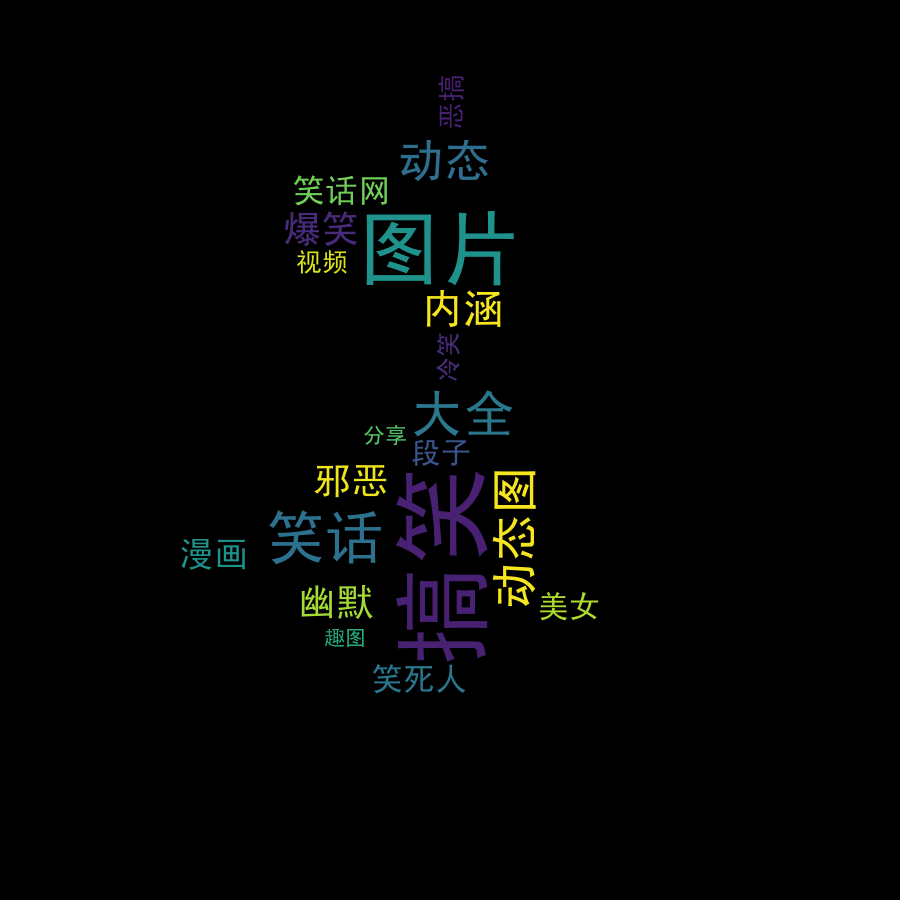 恶搞
动态
笑话网
爆笑
图片
视频
内涵
冷笑
大全
分享
段子
邪恶
搞笑
动态图
笑话
漫画
幽默
美女
趣图
笑死人